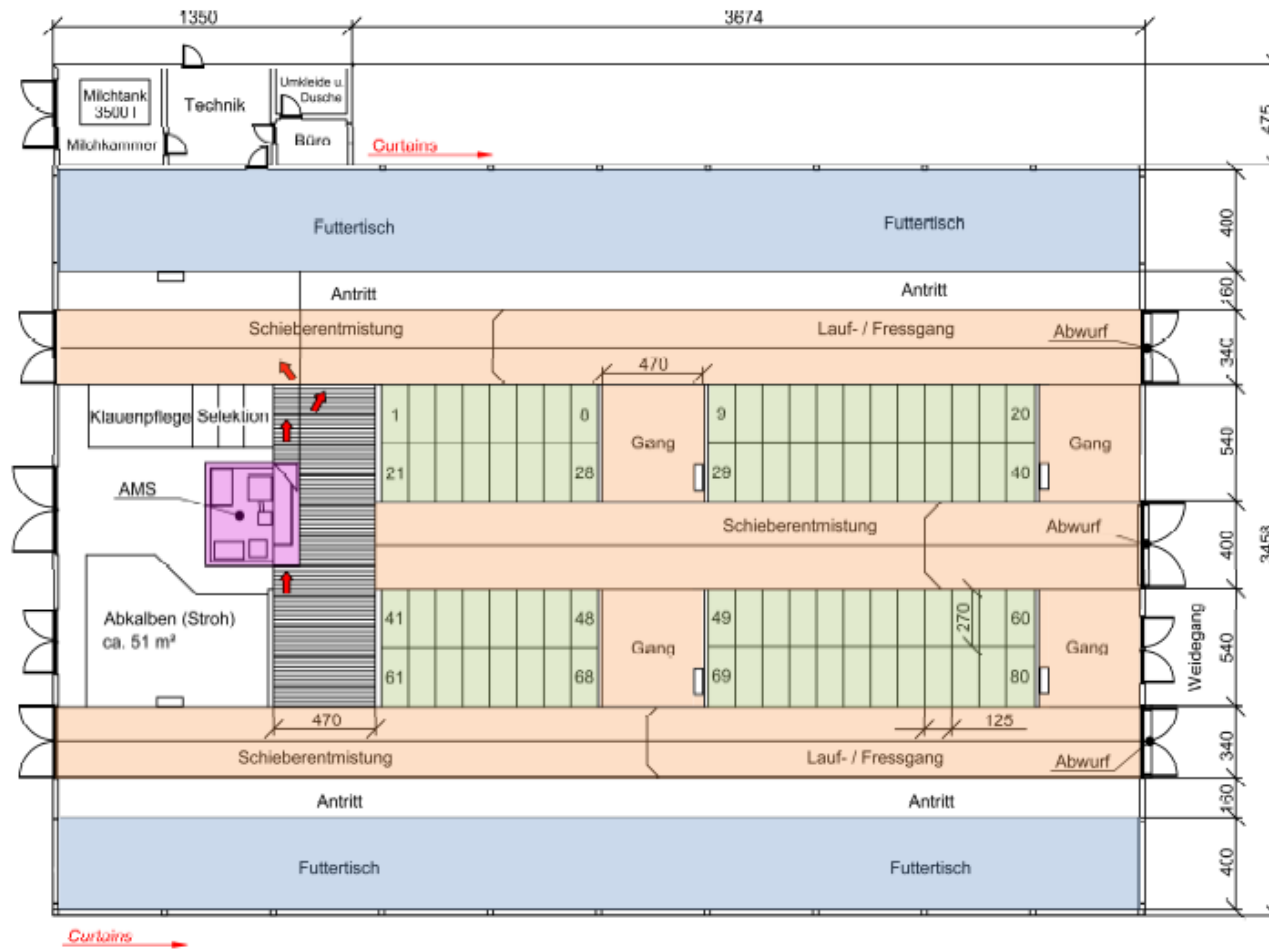 1350
3674
Milchtank
3500 l
Technik
Umkleide u.
Dusche
Milchkammer
Büro
Curtains
275
Futtertisch
Futtertisch
400
Antritt
Antritt
160
Schieberentmistung
Lauf- / Fressgang
Abwurf
340
470
Klauenpflege
Selektion
1
8
9
20
Gang
Gang
21
28
29
40
540
AMS
Schieberentmistung
Abwurf
400
3458
Abkalben (Stroh)
ca. 51 m²
41
48
49
60
270
Gang
Gang
61
68
69
80
540
Weidegang
470
125
Schieberentmistung
Lauf- / Fressgang
Abwurf
340
Antritt
Antritt
160
Futtertisch
Futtertisch
400
Curtains